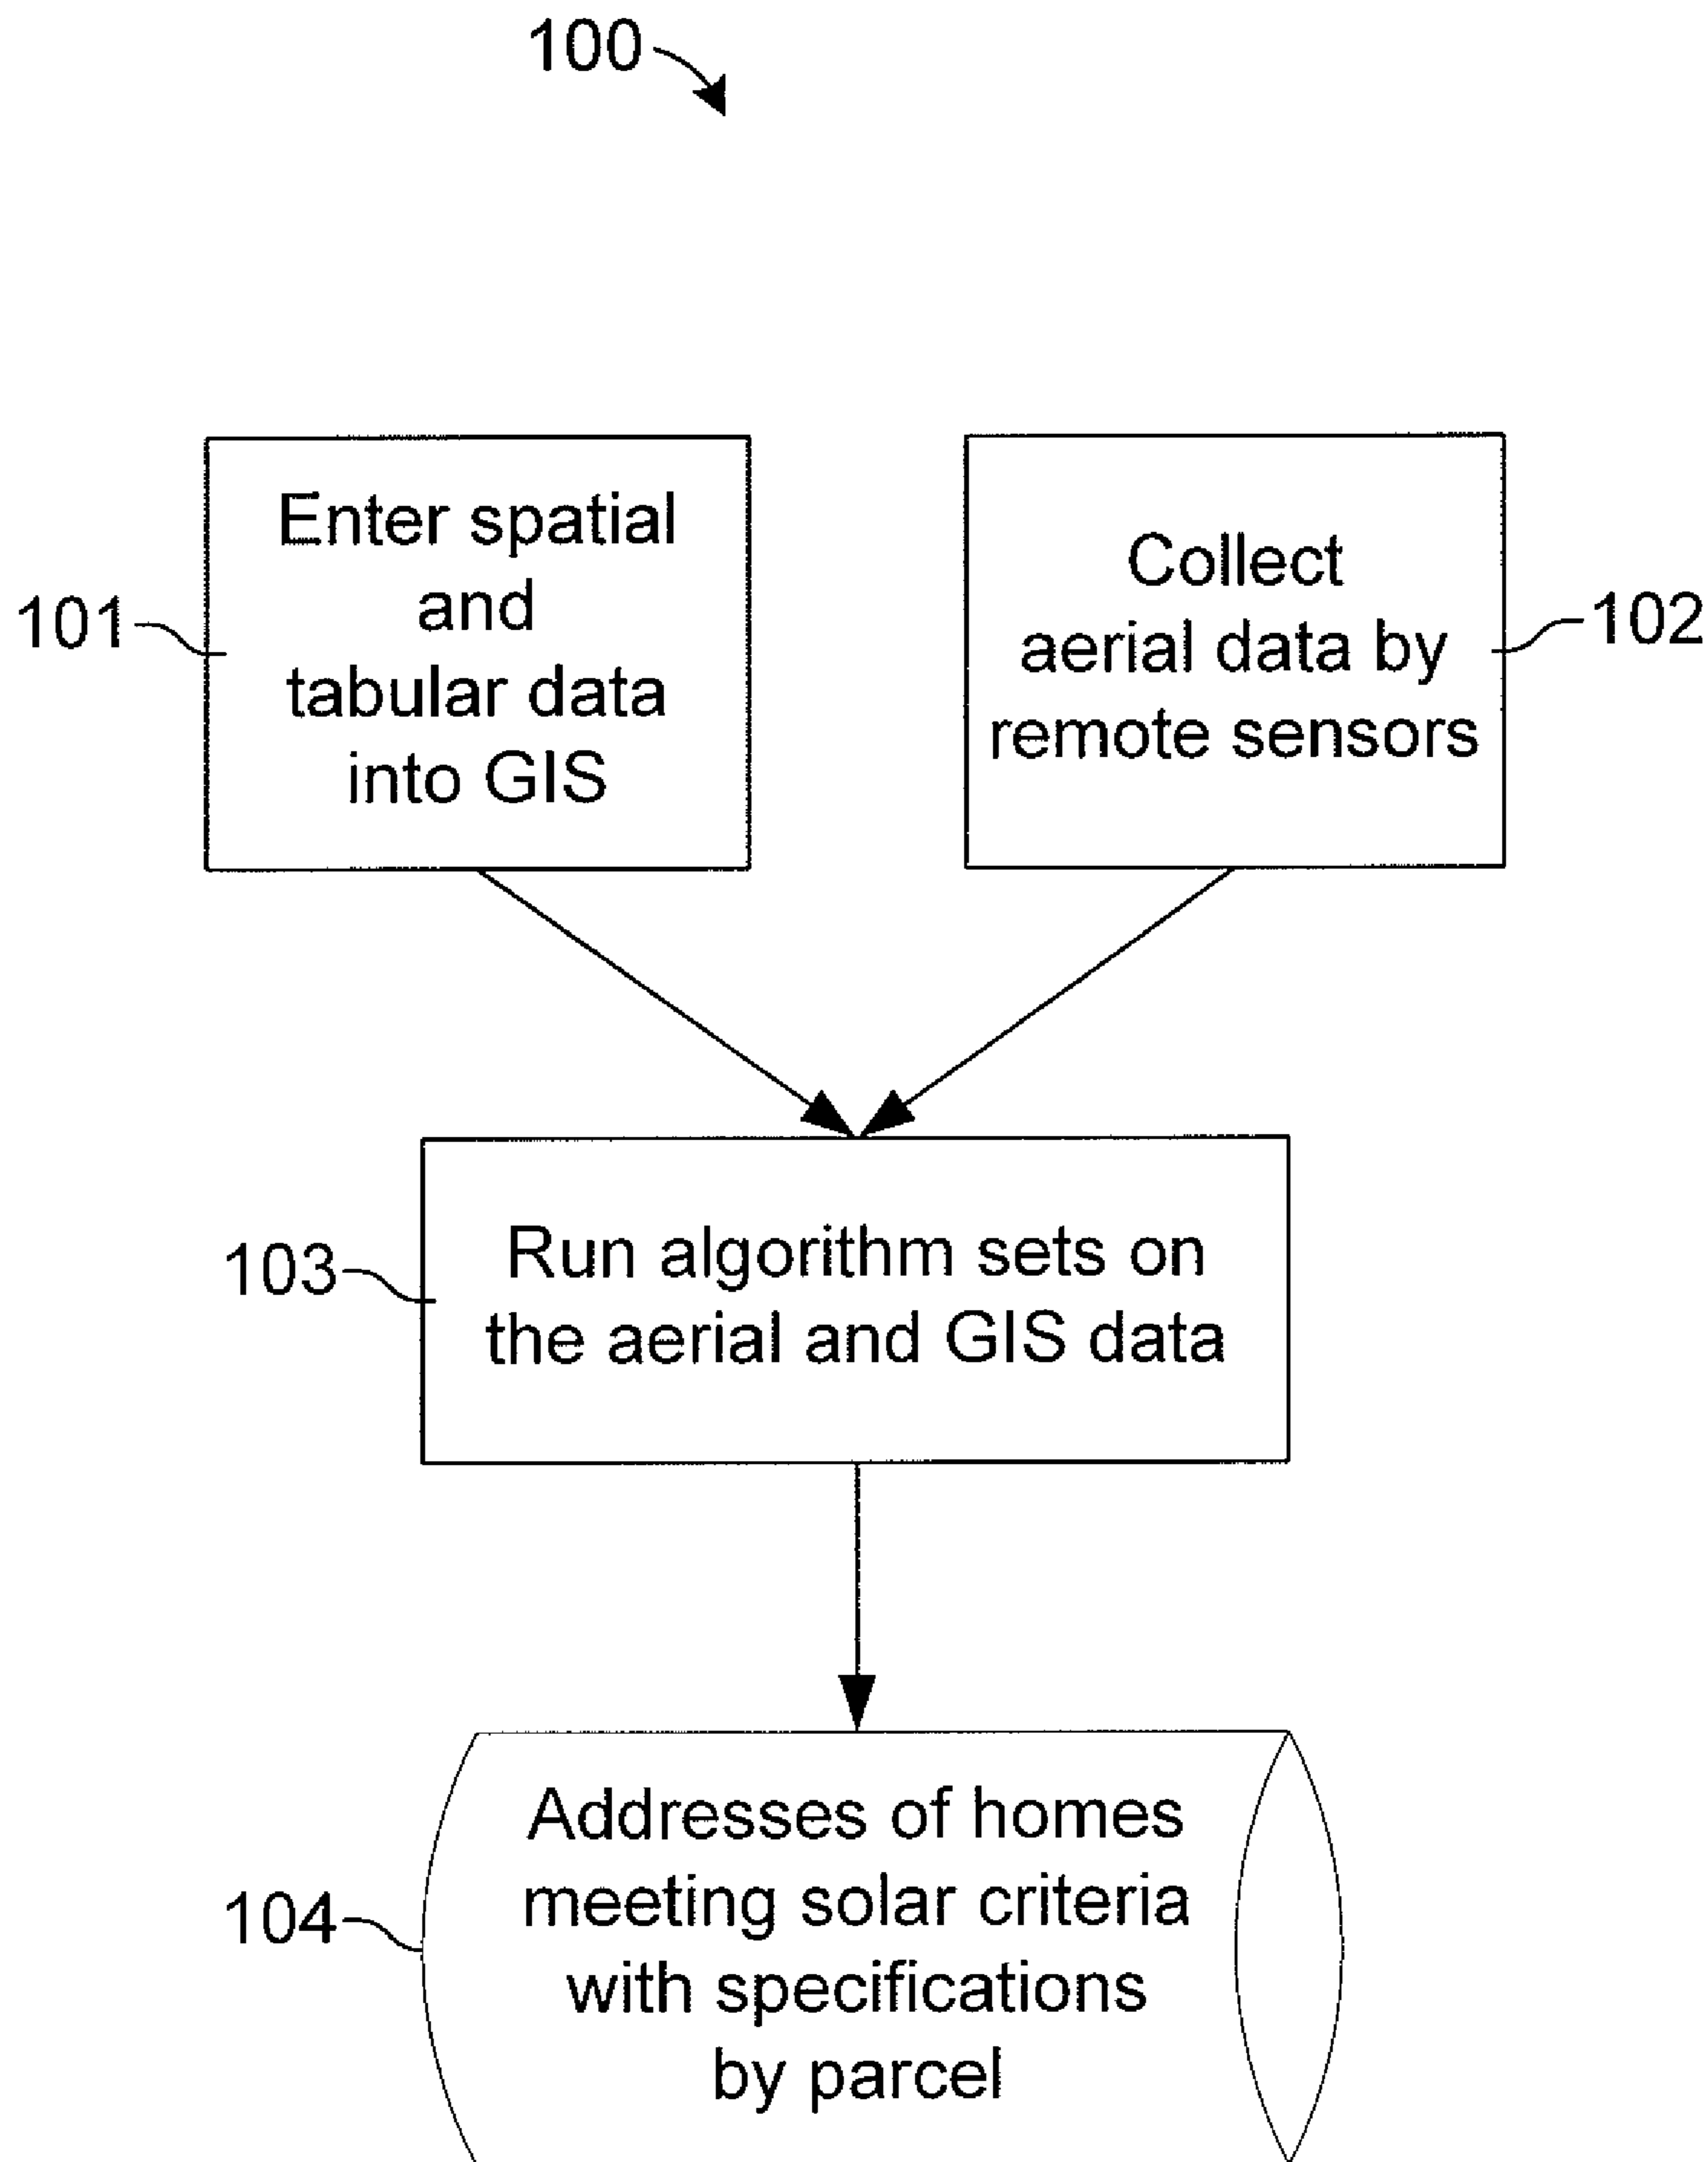 100
101
Enter spatial
and
tabular data
into GIS
Collect
aerial data by
remote sensors
102
103
Run algorithm sets on
the aerial and GIS data
104
Addresses of homes
meeting solar criteria
with specifications
by parcel